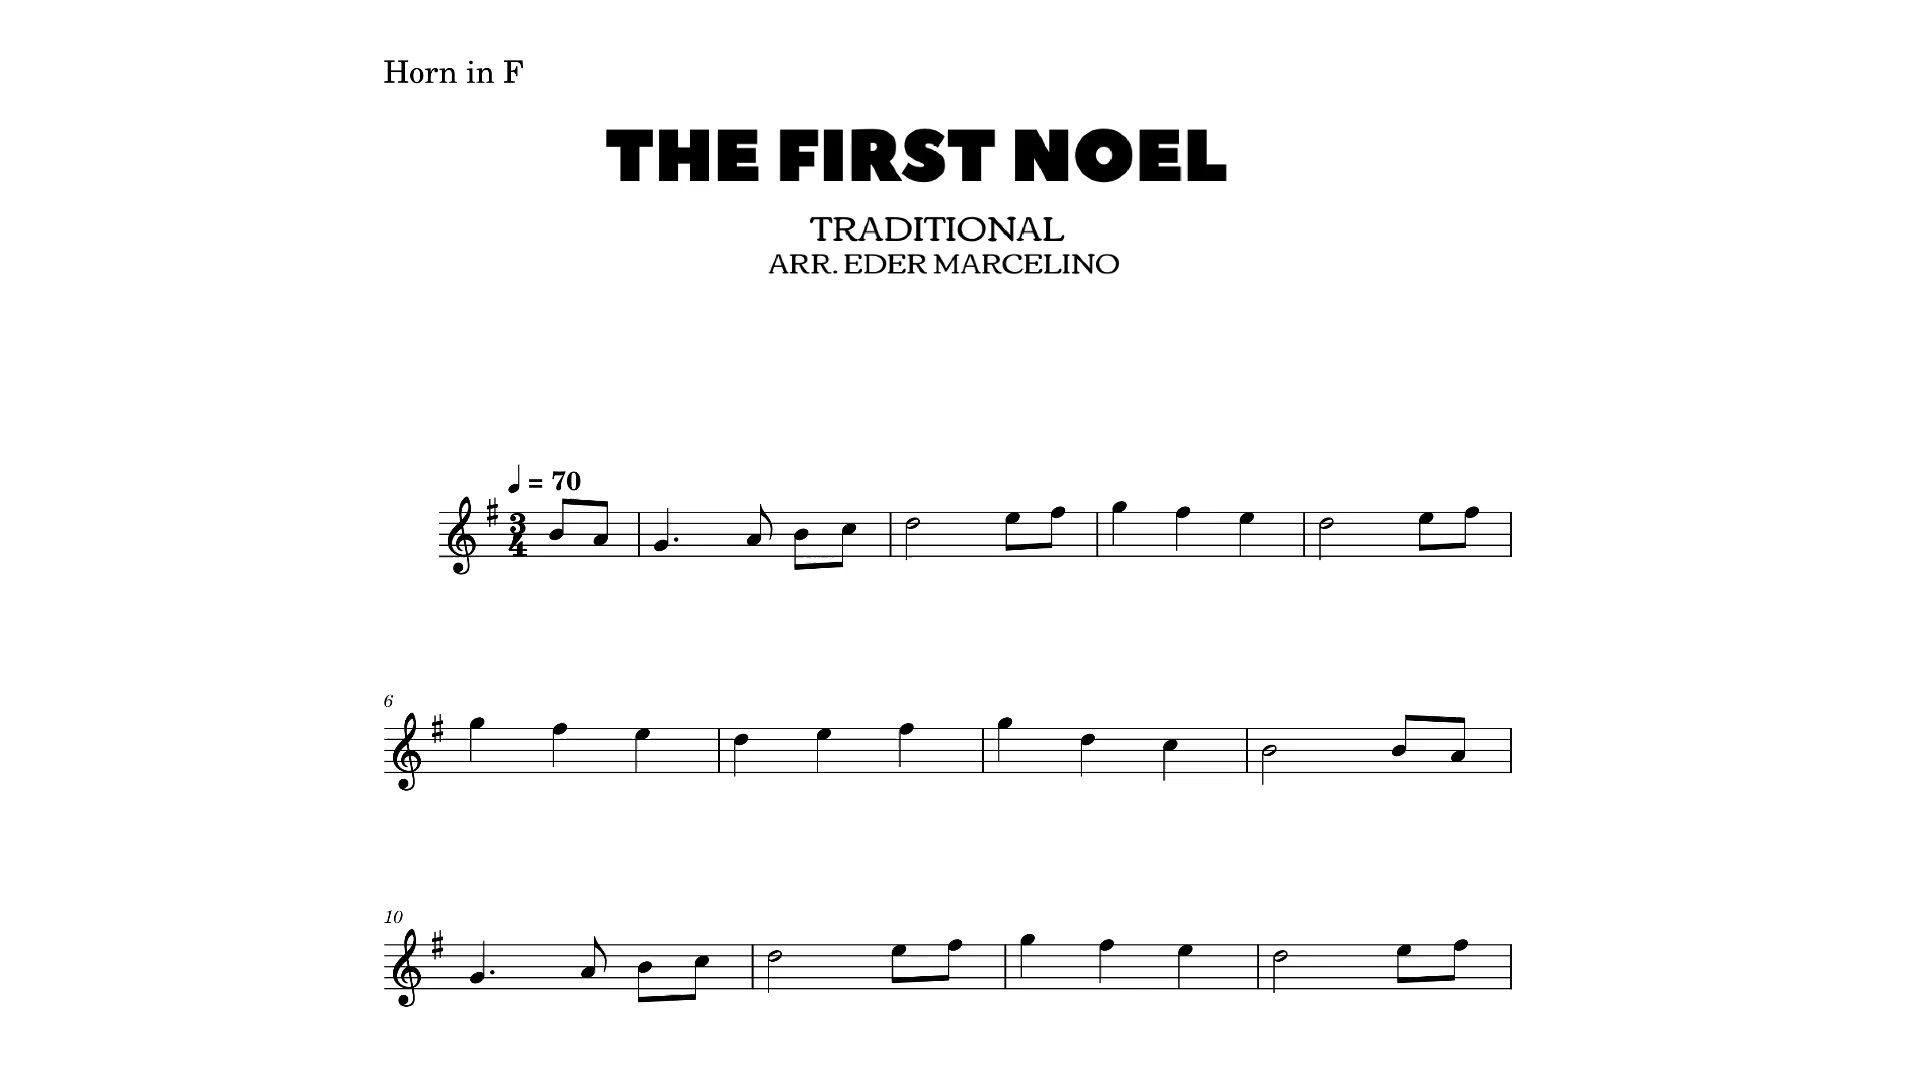 Horn in F
THE FIRST NOEL
TRADITIONAL
ARR. EDER MARCELINO
♩ = 70
3
4
6
10